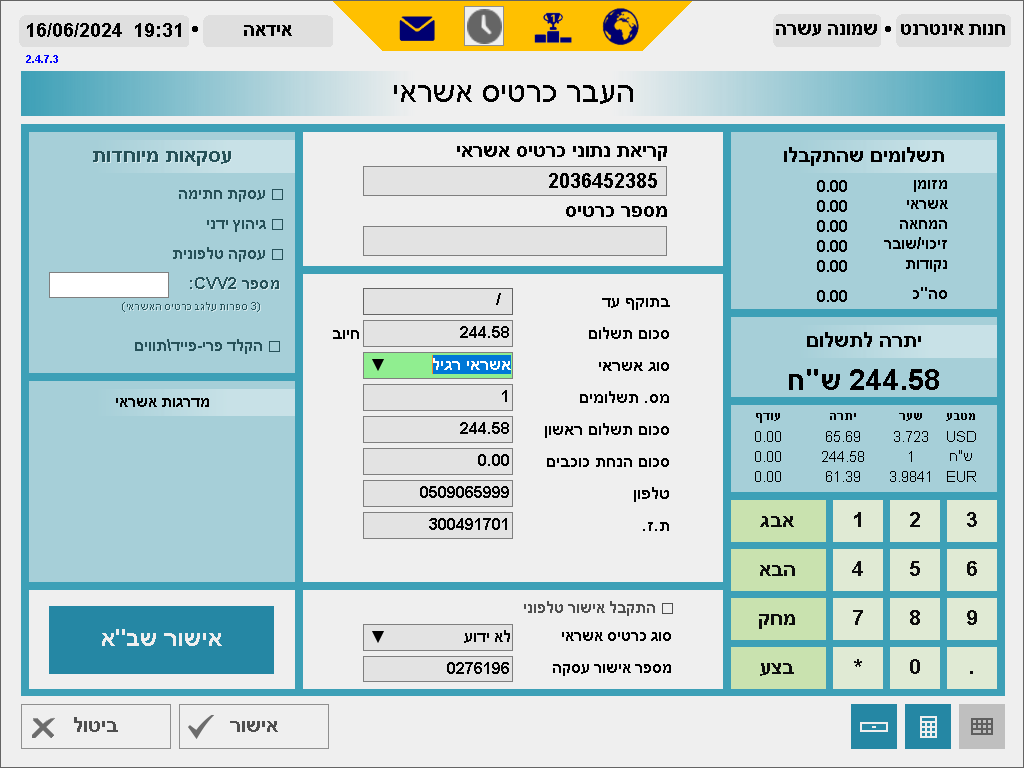 חנות אינטרנט • שמונה עשרה
אידאה • 19:31 16/06/2024
2.4.7.3
העבר כרטיס אשראי
תשלומים שהתקבלו
מזומן 0.00
אשראי 0.00
המחאה 0.00
זיכוי/שובר 0.00
נקודות 0.00
סה''כ 0.00
יתרה לתשלום
244.58 ש''ח
מטבע שער יתרה עודף
USD 3.723 65.69 0.00
ש''ח 1 244.58 0.00
EUR 3.9841 61.39 0.00
אבג 1 2 3
הבא 4 5 6
מחק 7 8 9
בצע * 0 .
קריאת נתוני כרטיס אשראי
2036452385
מספר כרטיס
בתוקף עד /
סכום תשלום 244.58 חיוב
סוג אשראי אשראי רגיל
מס. תשלומים 1
סכום תשלום ראשון 244.58
סכום הנחת כוכבים 0.00
טלפון 0509065999
ת.ז. 300491701
התקבל אישור טלפוני
סוג כרטיס אשראי לא ידוע
מספר אישור עסקה 0276196
עסקאות מיוחדות
עסקת חתימה
גיהוץ ידני
עסקה טלפונית
מספר CVV2:
(3 ספרות עלגב כרטיס האשראי)
הקלד פרי-פייד\תווים
מדרגות אשראי
אישור שב''א
אישור
ביטול